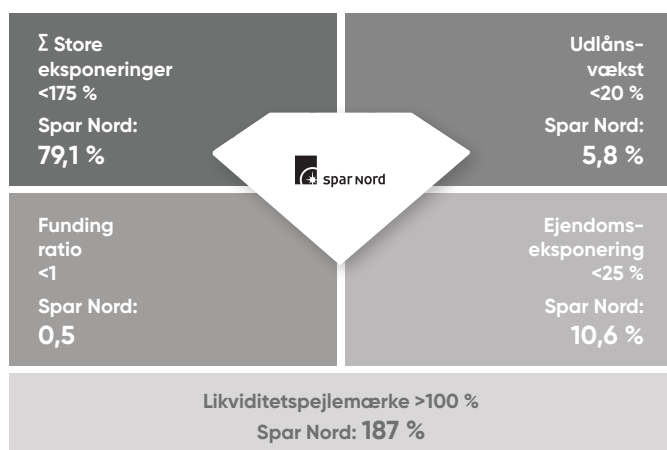 Σ Store
eksponeringer
<175 %
Spar Nord:
79,1 %
Udlåns-
vækst
<20 %
Spar Nord:
5,8 %
spar nord
Funding
ratio
<1
Spar Nord:
0,5
Ejendoms-
eksponering
<25 %
Spar Nord:
10,6 %
Likviditetspejlemærke >100 %
Spar Nord: 187 %